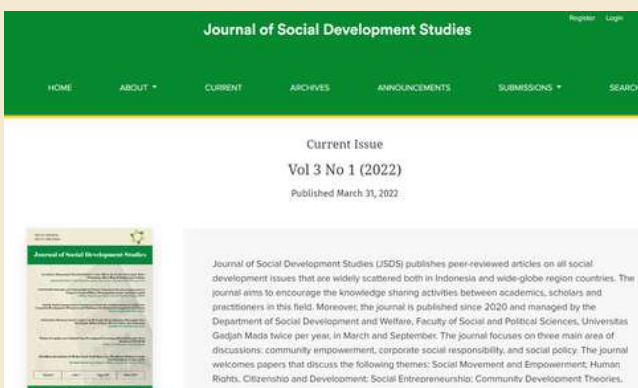 Register Login
Journal of Social Development Studies
HOME ABOUT CURRENT ARCHIVES ANNOUNCEMENTS SUBMISSIONS SEARCH
Current Issue
Vol 3 No 1 (2022)
Published March 31, 2022
Journal of Social Development Studies
Journal of Social Development Studies (JSDS) publishes peer-reviewed articles on all social
development issues that are widely scattered both in Indonesia and wide-globe region countries. The
journal aims to encourage the knowledge sharing activities between academics, scholars and
practitioners in this field. Moreover, the journal is published since 2020 and managed by the
Department of Social Development and Welfare, Faculty of Social and Political Sciences, Universitas
Gadjah Mada twice per year, in March and September. The journal focuses on three main area of
discussions: community empowerment, corporate social responsibility, and social policy. The journal
welcomes papers that discuss the following themes: Social Movement and Empowerment; Human
Rights, Citizenship and Development; Social Entrepreneurship; Community Development Theories,